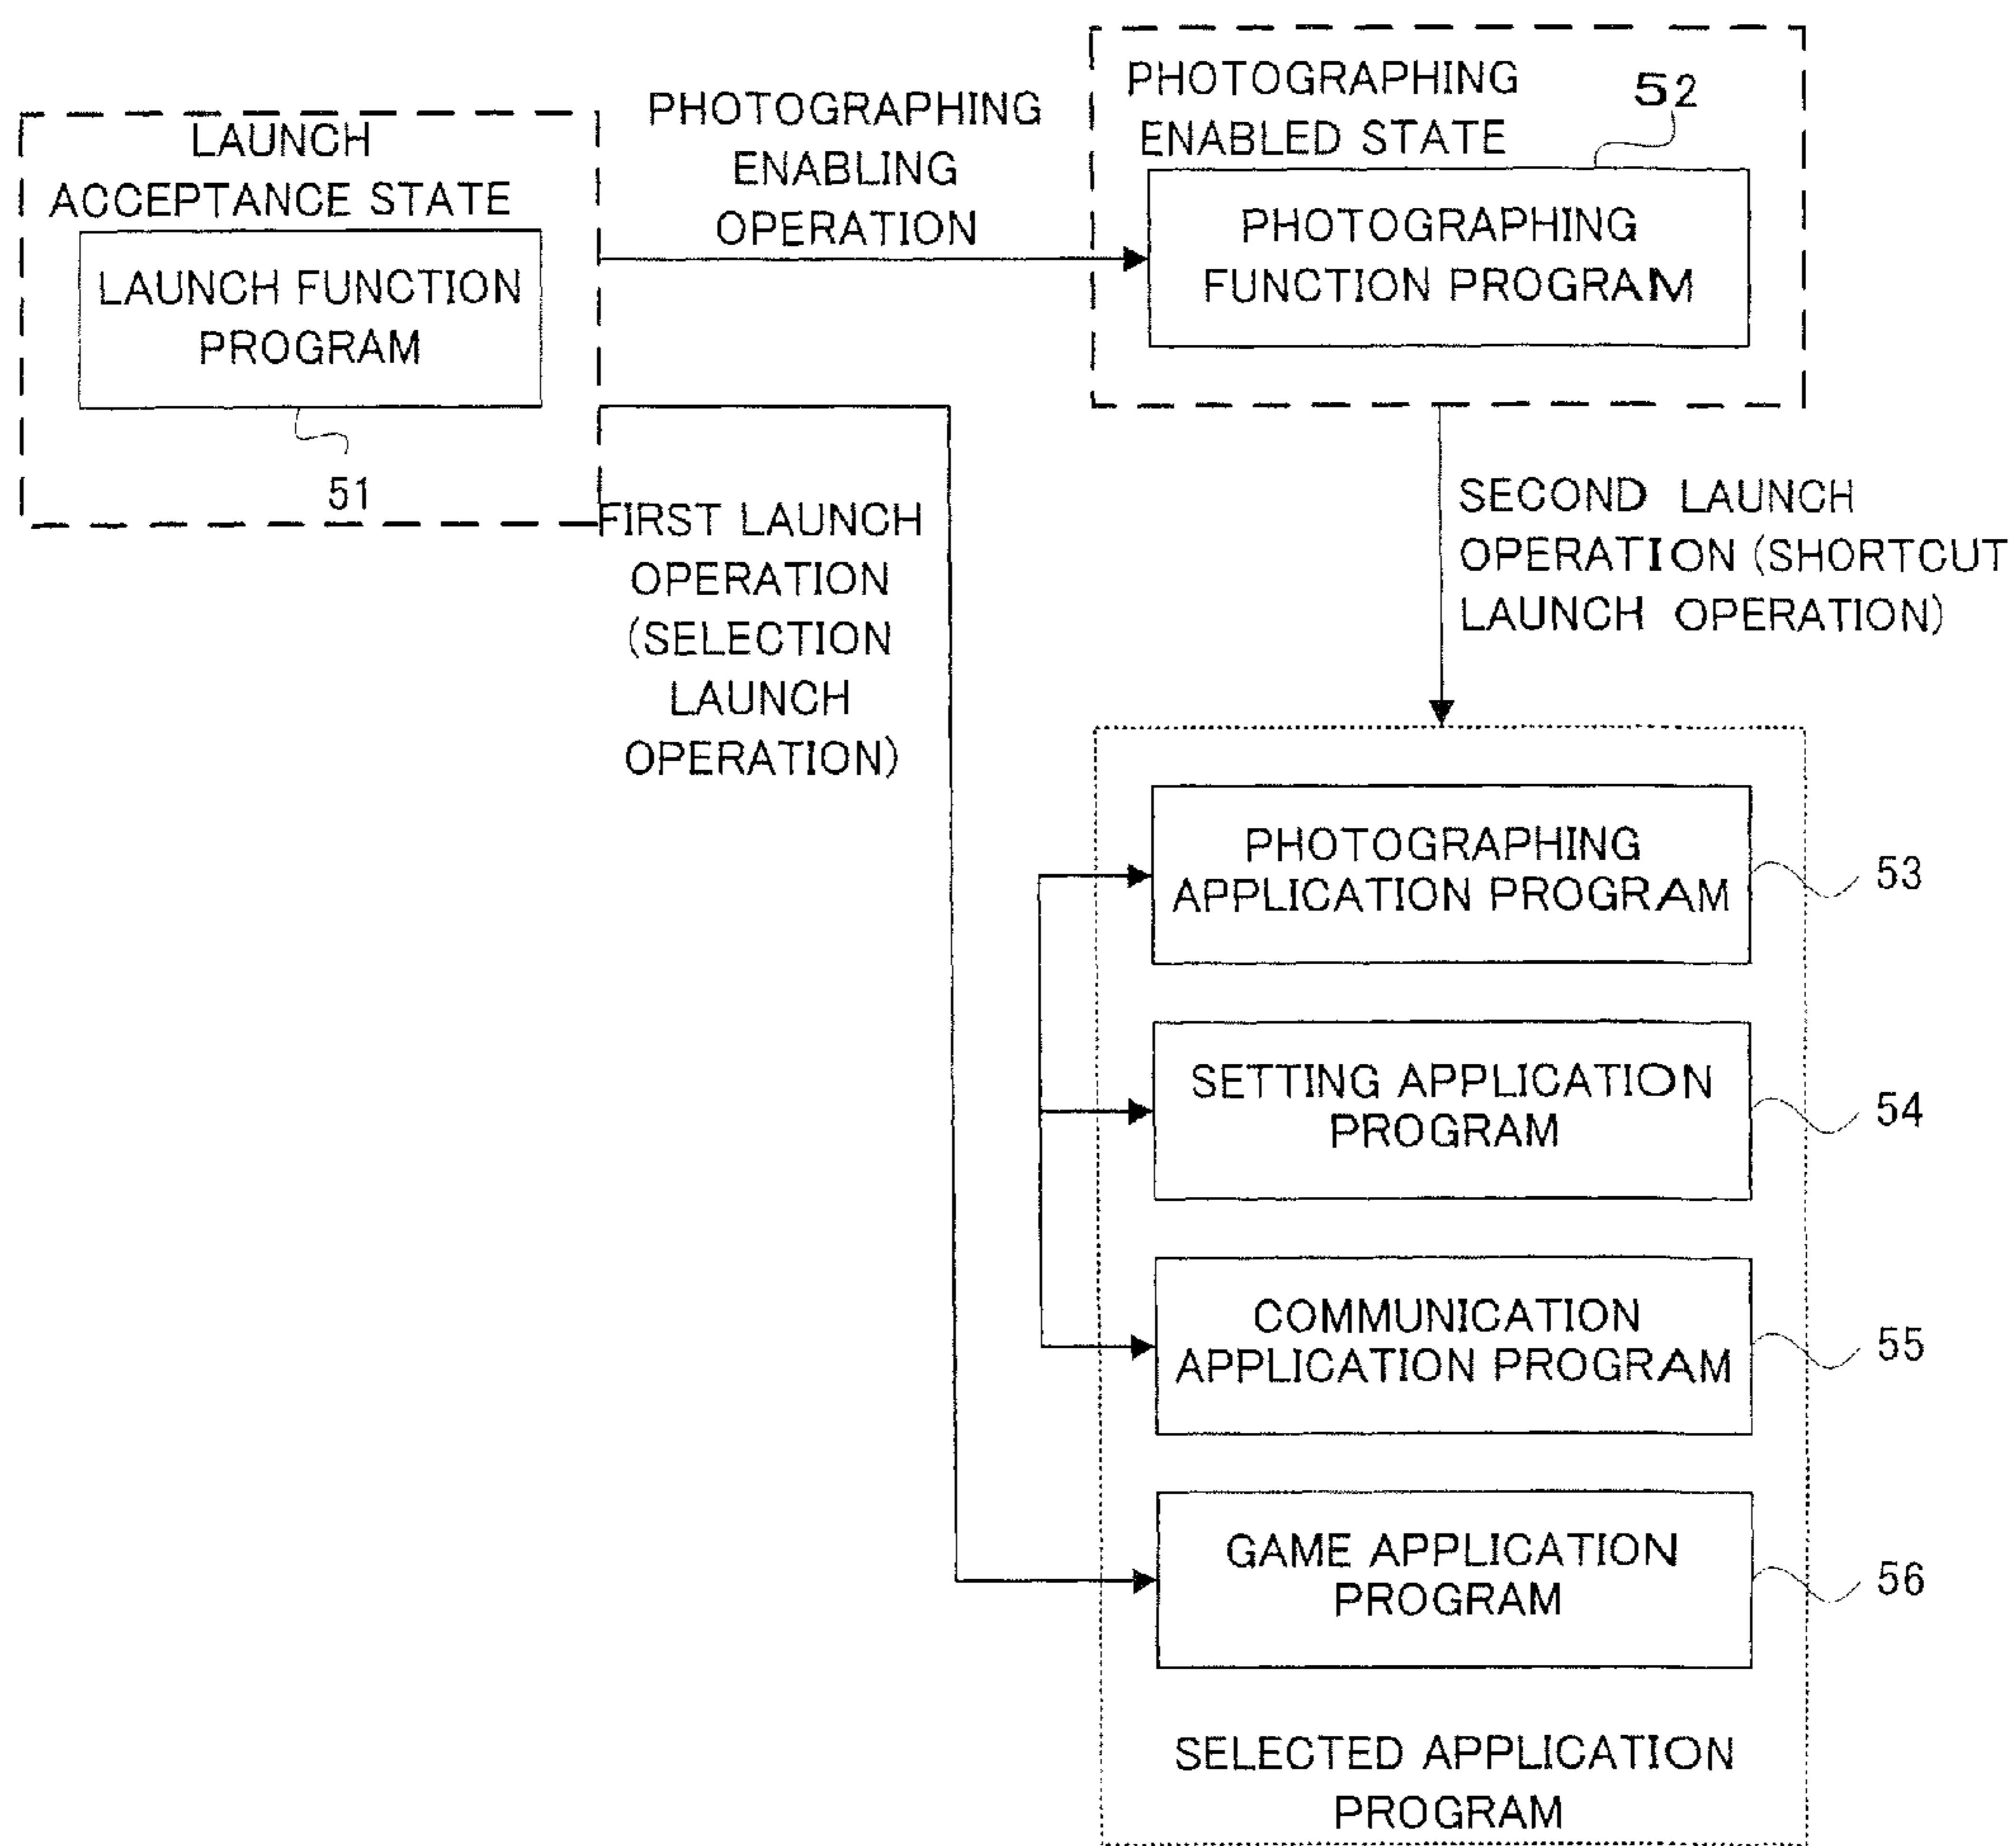 LAUNCH
ACCEPTANCE STATE
LAUNCH FUNCTION
PROGRAM
51
PHOTOGRAPHING
ENABLING
OPERATION
PHOTOGRAPHING
ENABLED STATE
52
PHOTOGRAPHING
FUNCTION PROGRAM
FIRST LAUNCH
OPERATION
(SELECTION
LAUNCH
OPERATION)
SECOND LAUNCH
OPERATION (SHORTCUT
LAUNCH OPERATION)
PHOTOGRAPHING
APPLICATION PROGRAM
53
SETTING APPLICATION
PROGRAM
54
COMMUNICATION
APPLICATION PROGRAM
55
GAME APPLICATION
PROGRAM
56
SELECTED APPLICATION
PROGRAM